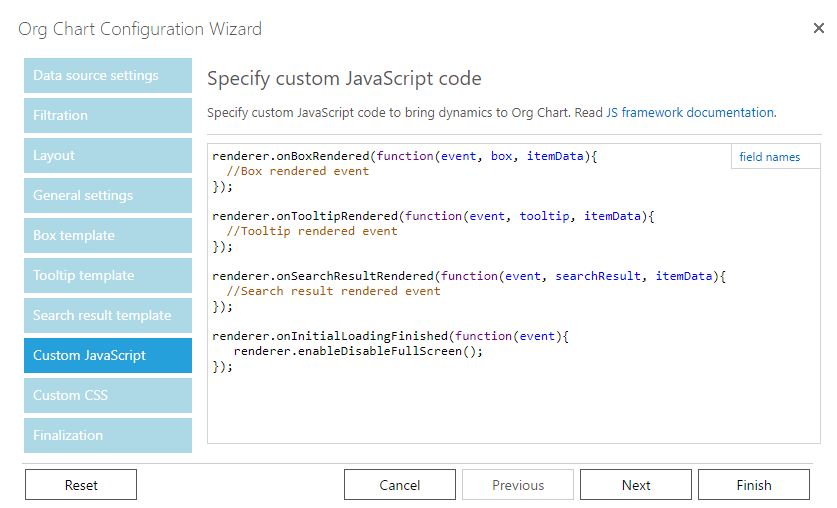 Org Chart Configuration Wizard
Data source settings
Filtration
Layout
General settings
Box template
Tooltip template
Search result template
Custom JavaScript
Custom CSS
Finalization
Specify custom JavaScript code
Specify custom JavaScript code to bring dynamics to Org Chart. Read JS framework documentation.
field names
renderer.onBoxRendered(function(event, box, itemData){
  //Box rendered event
});

renderer.onTooltipRendered(function(event, tooltip, itemData){
  //Tooltip rendered event
});

renderer.onSearchResultRendered(function(event, searchResult, itemData){
  //Search result rendered event
});

renderer.onInitialLoadingFinished(function(event){
   renderer.enableDisableFullScreen();
});
Reset
Cancel
Previous
Next
Finish